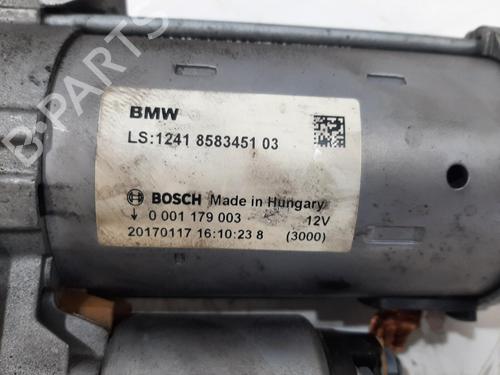 BMW
LS:1241 8583451 03
BOSCH Made in Hungary
0 001 179 003 12V
20170117 16:10:23 8 (3000)
B-PARTS